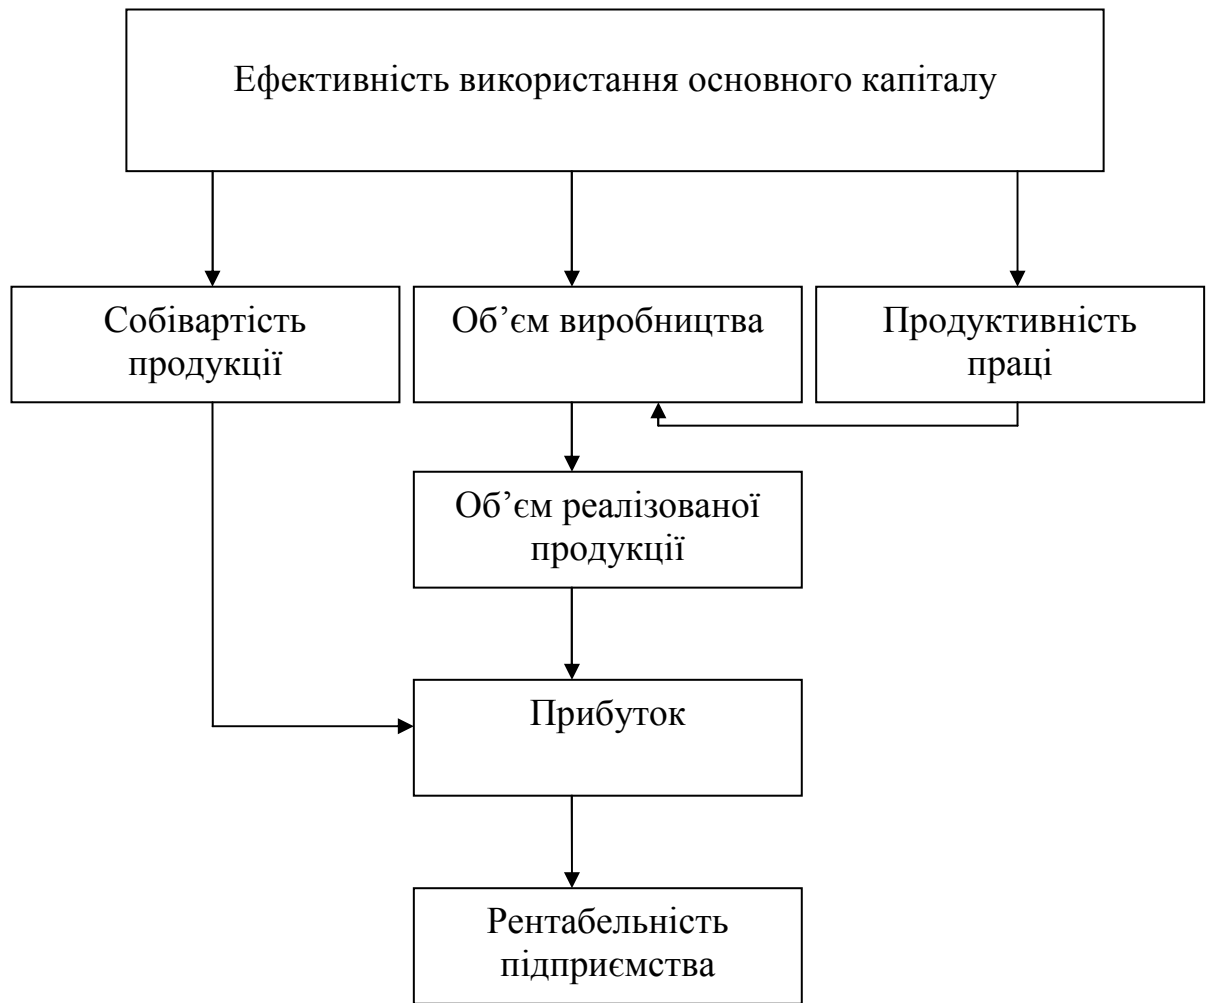 Ефективність використання основного капіталу
Собівартість
продукції
Об’єм виробництва
Продуктивність
праці
Об’єм реалізованої
продукції
Прибуток
Рентабельність
підприємства